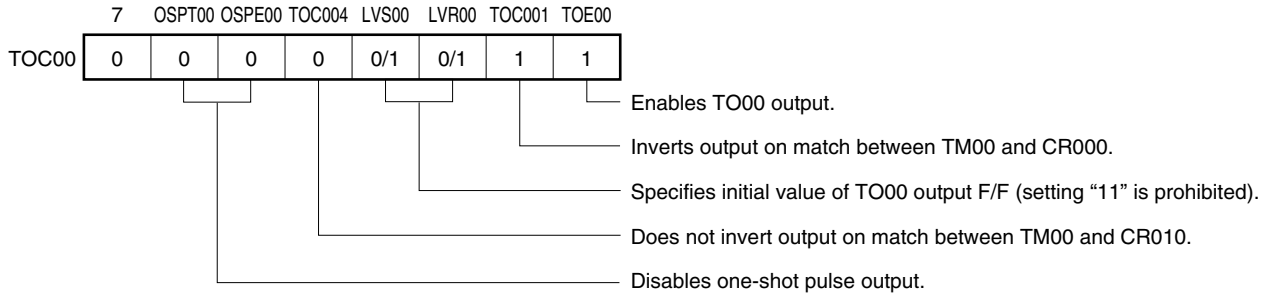 7 OSPT00 OSPE00 TOC004 LVS00 LVR00 TOC001 TOE00
TOC00 0 0 0 0 0/1 0/1 1 1
Enables TO00 output.
Inverts output on match between TM00 and CR000.
Specifies initial value of TO00 output F/F (setting “11” is prohibited).
Does not invert output on match between TM00 and CR010.
Disables one-shot pulse output.